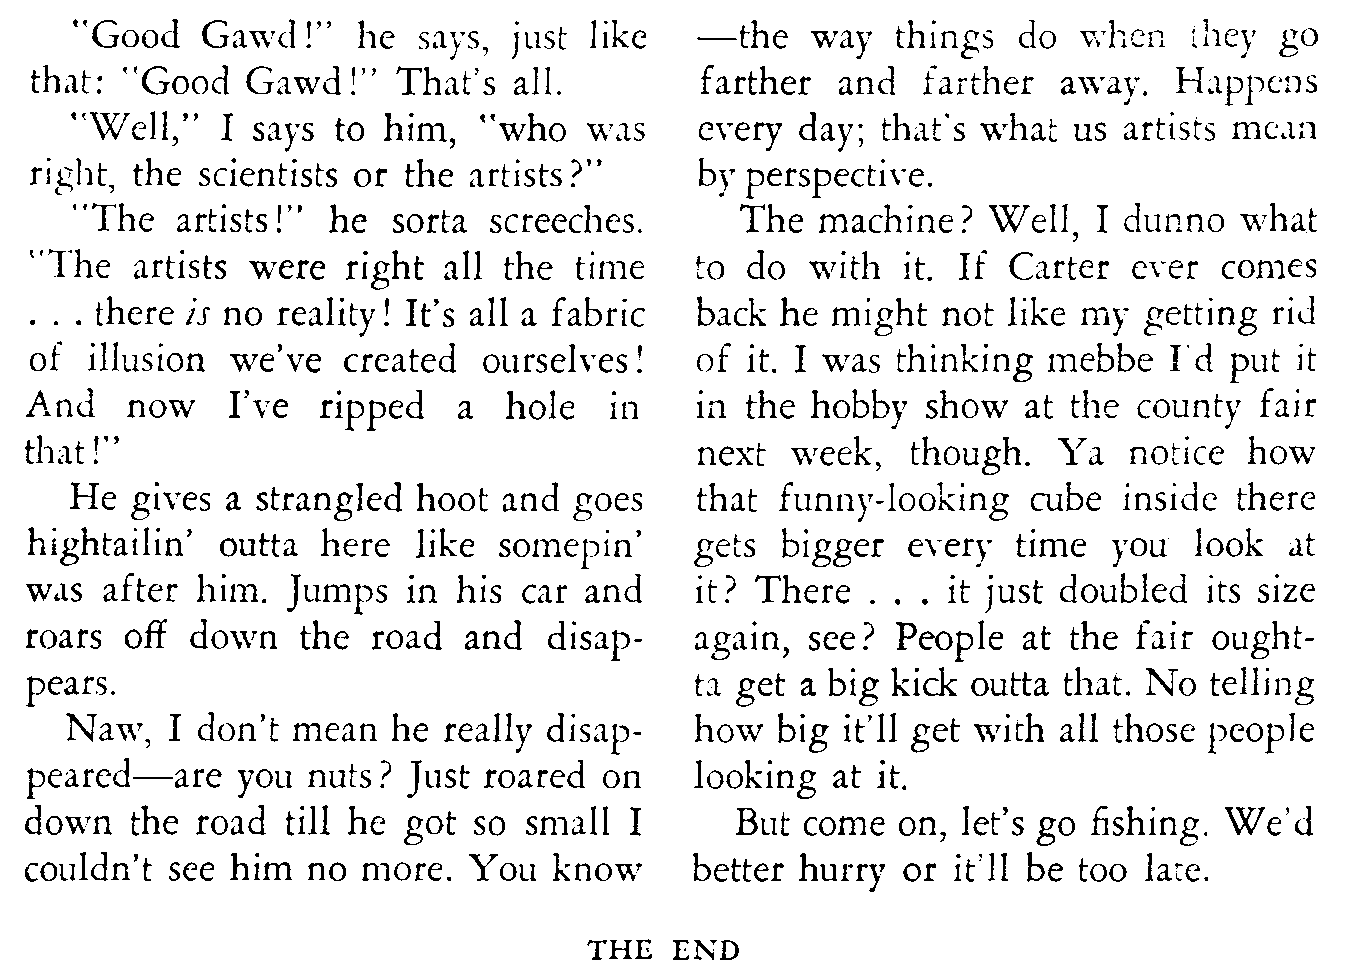 "Good Gawd!" he says, just like
that: "Good Gawd!" That's all.
"Well," I says to him, "who was
right, the scientists or the artists?"
"The artists!" he sorta screeches.
"The artists were right all the time
. . . there is no reality! It's all a fabric
of illusion we've created ourselves!
And now I've ripped a hole in
that!"
He gives a strangled hoot and goes
hightailin' outta here like somepin'
was after him. Jumps in his car and
roars off down the road and disap-
pears.
Naw, I don't mean he really disap-
peared—are you nuts? Just roared on
down the road till he got so small I
couldn't see him no more. You know
—the way things do when they go
farther and farther away. Happens
every day; that's what us artists mean
by perspective.
The machine? Well, I dunno what
to do with it. If Carter ever comes
back he might not like my getting rid
of it. I was thinking mebbe I'd put it
in the hobby show at the county fair
next week, though. Ya notice how
that funny-looking cube inside there
gets bigger every time you look at
it? There . . . it just doubled its size
again, see? People at the fair ought-
ta get a big kick outta that. No telling
how big it'll get with all those people
looking at it.
But come on, let's go fishing. We'd
better hurry or it'll be too late.
THE END